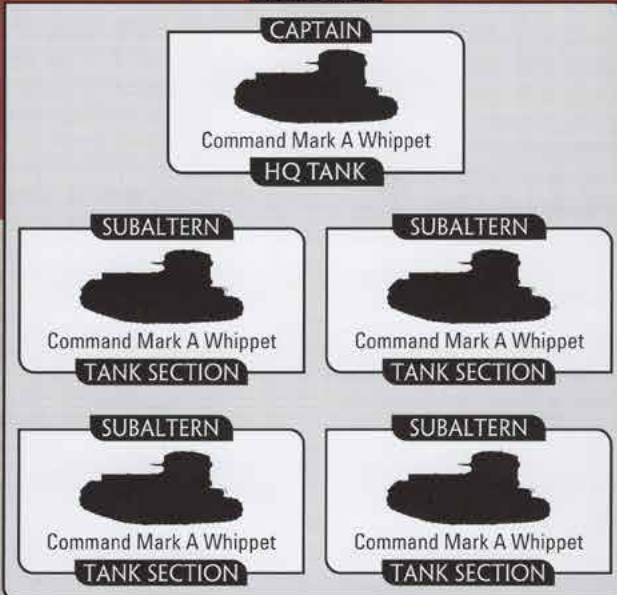 CAPTAIN
Command Mark A Whippet
HQ TANK
SUBALTERN SUBALTERN
Command Mark A Whippet Command Mark A Whippet
TANK SECTION TANK SECTION
SUBALTERN SUBALTERN
Command Mark A Whippet Command Mark A Whippet
TANK SECTION TANK SECTION